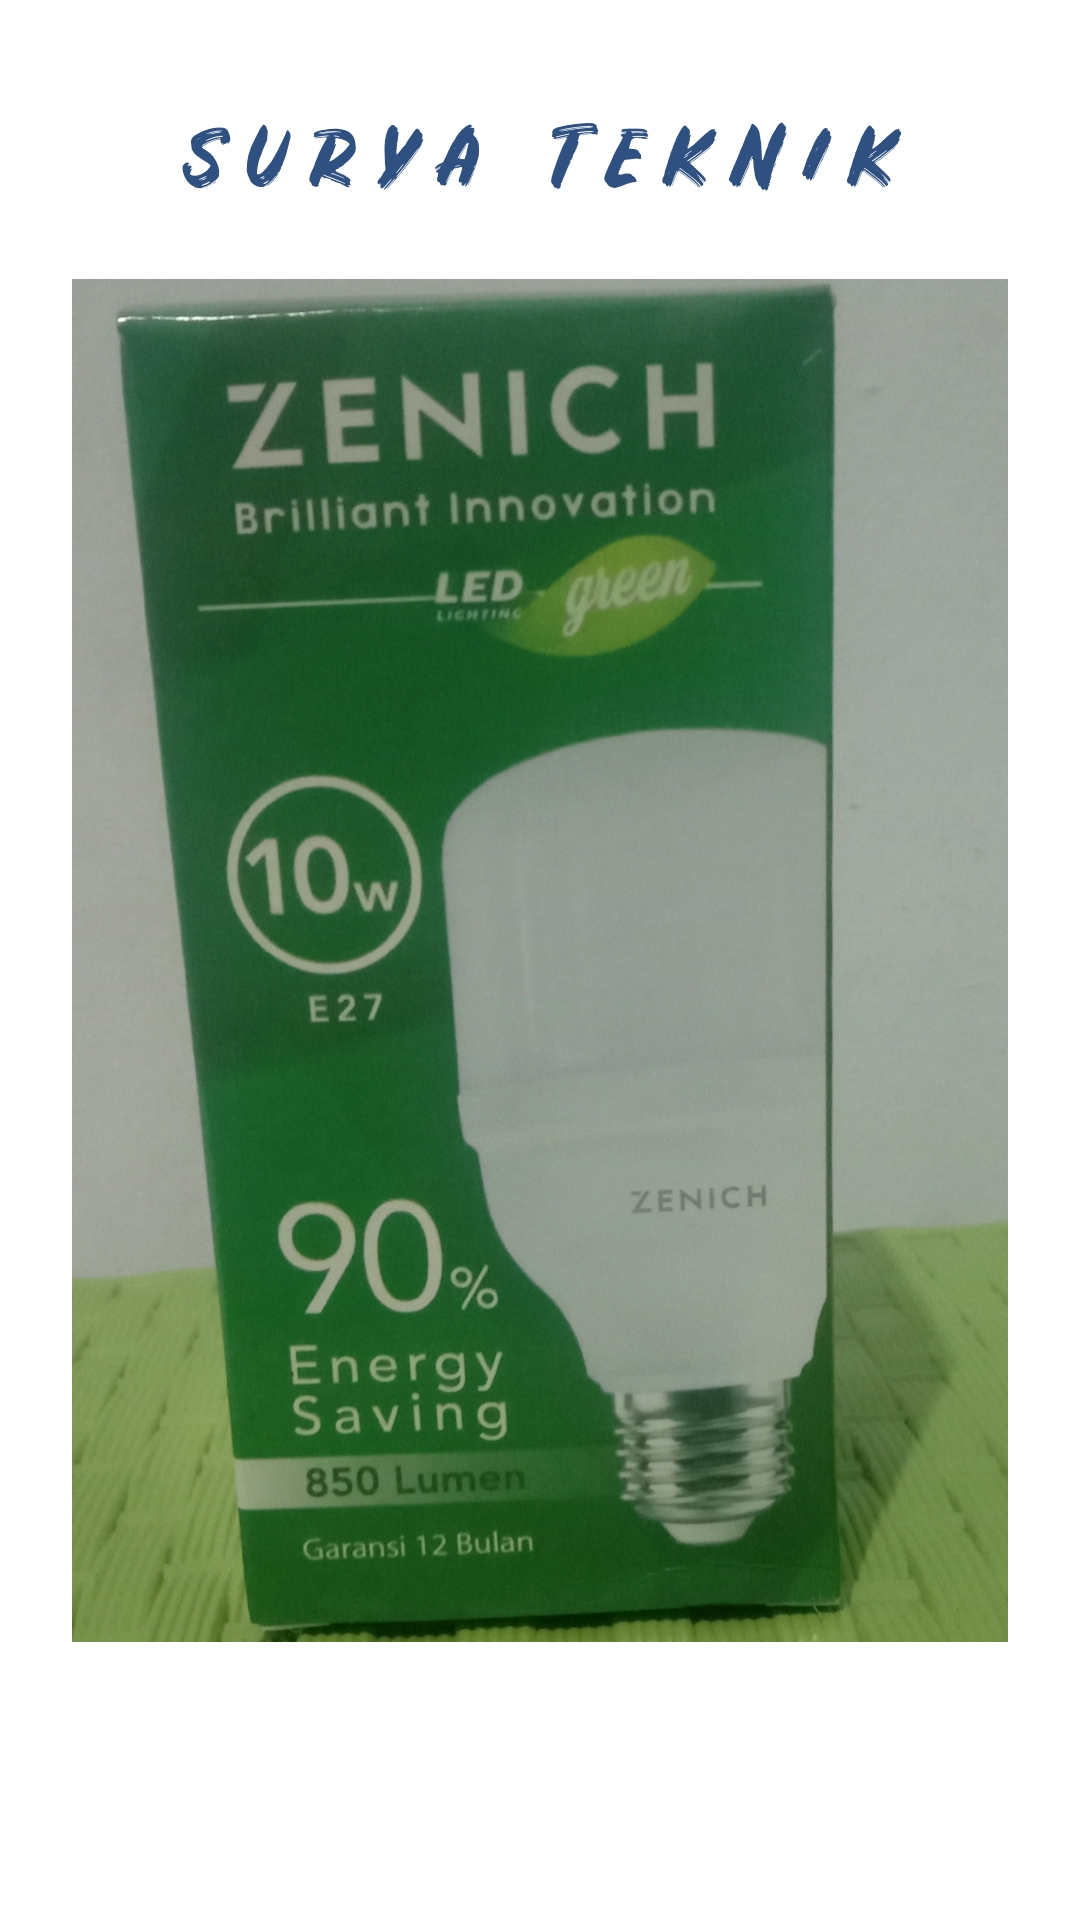 SURYA TEKNIK
ZENICH
Brilliant Innovation
LED green
LIGHTING
10w
E27
ZENICH
90%
Energy
Saving
850 Lumen
Garansi 12 Bulan